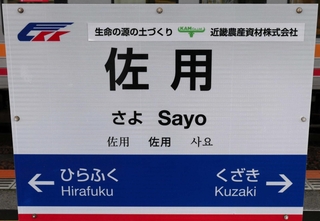 生命の源の土づくり 近畿農産資材株式会社
佐用
さよ Sayo
佐用 佐用 사요
ひらふく くざき
Hirafuku Kuzaki